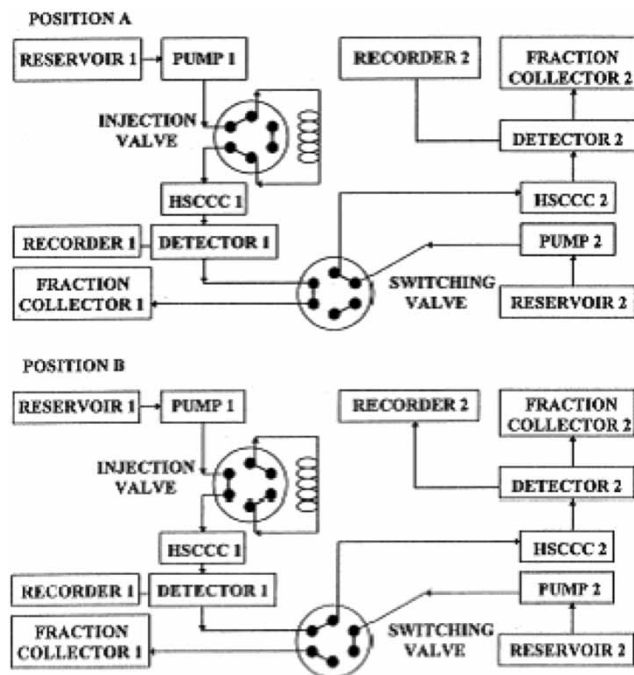 POSITION A
RESERVOIR 1
PUMP 1
RECORDER 2
FRACTION
COLLECTOR 2
INJECTION
VALVE
DETECTOR 2
HSCCC 1
HSCCC 2
RECORDER 1
DETECTOR 1
PUMP 2
FRACTION
COLLECTOR 1
SWITCHING
VALVE
RESERVOIR 2
POSITION B
RESERVOIR 1
PUMP 1
RECORDER 2
FRACTION
COLLECTOR 2
INJECTION
VALVE
DETECTOR 2
HSCCC 1
HSCCC 2
RECORDER 1
DETECTOR 1
PUMP 2
FRACTION
COLLECTOR 1
SWITCHING
VALVE
RESERVOIR 2